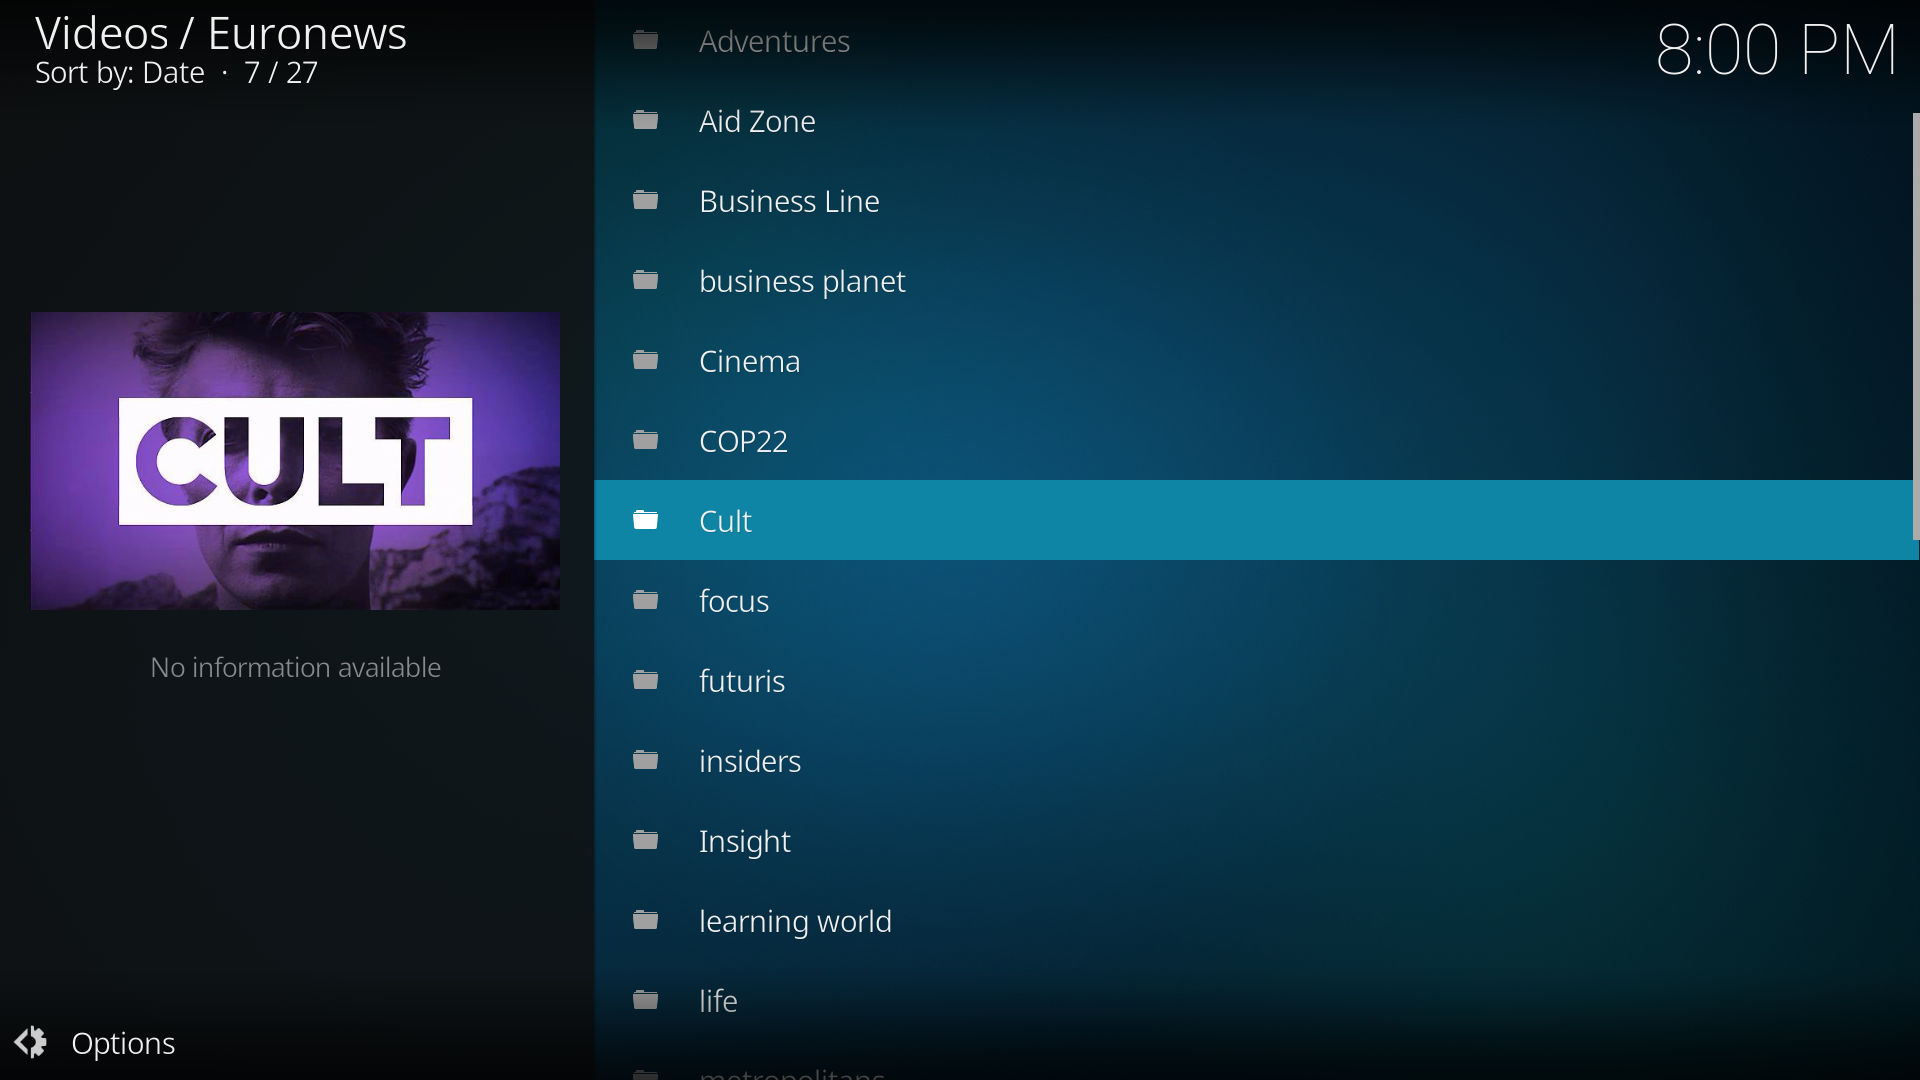 Videos / Euronews
Sort by: Date · 7 / 27
8:00 PM
CULT
No information available
Options
Adventures
Aid Zone
Business Line
business planet
Cinema
COP22
Cult
focus
futuris
insiders
Insight
learning world
life
metropolitans